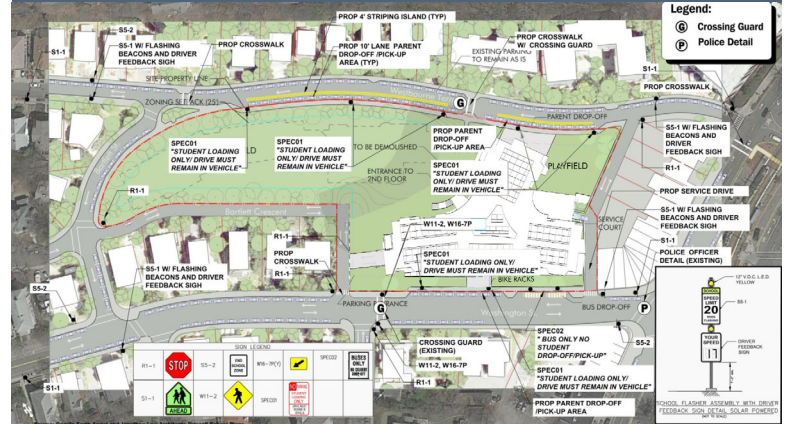 Legend:
G Crossing Guard
P Police Detail
PROP 4' STRIPING ISLAND (TYP)
S5-2
S1-1
S5-1 W/ FLASHING
BEACONS AND DRIVER
FEEDBACK SIGH
PROP CROSSWALK
PROP 10' LANE PARENT
DROP-OFF /PICK-UP
AREA (TYP)
EXISTING PARKING
TO REMAIN AS IS
PROP CROSSWALK
W/ CROSSING GUARD
SITE PROPERTY LINE
ZONING SETBACK (25')
G
S1-1
PROP CROSSWALK
PARENT DROP-OFF
SPEC01
"STUDENT LOADING
ONLY/ DRIVE MUST
REMAIN IN VEHICLE"
SPEC01
"STUDENT LOADING
ONLY/ DRIVE MUST
REMAIN IN VEHICLE"
TO BE DEMOLISHED
PROP PARENT
DROP-OFF
/PICK-UP AREA
SPEC01
"STUDENT LOADING
ONLY/ DRIVE MUST
REMAIN IN VEHICLE"
ENTRANCE TO
2ND FLOOR
PLAYFIELD
S5-1 W/ FLASHING
BEACONS AND
DRIVER
FEEDBACK SIGH
R1-1
PROP SERVICE DRIVE
S5-1 W/ FLASHING
BEACONS AND DRIVER
FEEDBACK SIGH
S1-1
POLICE OFFICER
DETAIL (EXISTING)
R1-1
Bartlett Crescent
W11-2, W16-7P
SERVICE
COURT
R1-1
PROP
CROSSWALK
R1-1
SPEC01
"STUDENT LOADING ONLY/
DRIVE MUST REMAIN IN VEHICLE"
BIKE RACKS
S5-1 W/ FLASHING
BEACONS AND DRIVER
FEEDBACK SIGH
S5-2
PARKING ENTRANCE
G
BUS DROP-OFF
P
CROSSING GUARD
(EXISTING)
W11-2, W16-7P
R1-1
SPEC02
" BUS ONLY NO
STUDENT
DROP-OFF/PICK-UP"
S5-2
SPEC01
"STUDENT LOADING ONLY/
DRIVE MUST REMAIN IN VEHICLE"
PROP PARENT DROP-OFF
/PICK-UP AREA
S1-1
SIGN LEGEND
R1-1
STOP
S5-2
END
SCHOOL
ZONE
W16-7P(Y)
SPEC02
BUSES
ONLY
S1-1
AHEAD
W11-2
SPEC01
STUDENT
LOADING
ONLY
12" V.D.C. L.E.D.
YELLOW
SCHOOL
SPEED
LIMIT
20
S5-1
YOUR
SPEED
17
DRIVER
FEEDBACK
SIGN
SCHOOL FLASHER ASSEMBLY WITH DRIVER
FEEDBACK SIGN DETAIL SOLAR POWERED